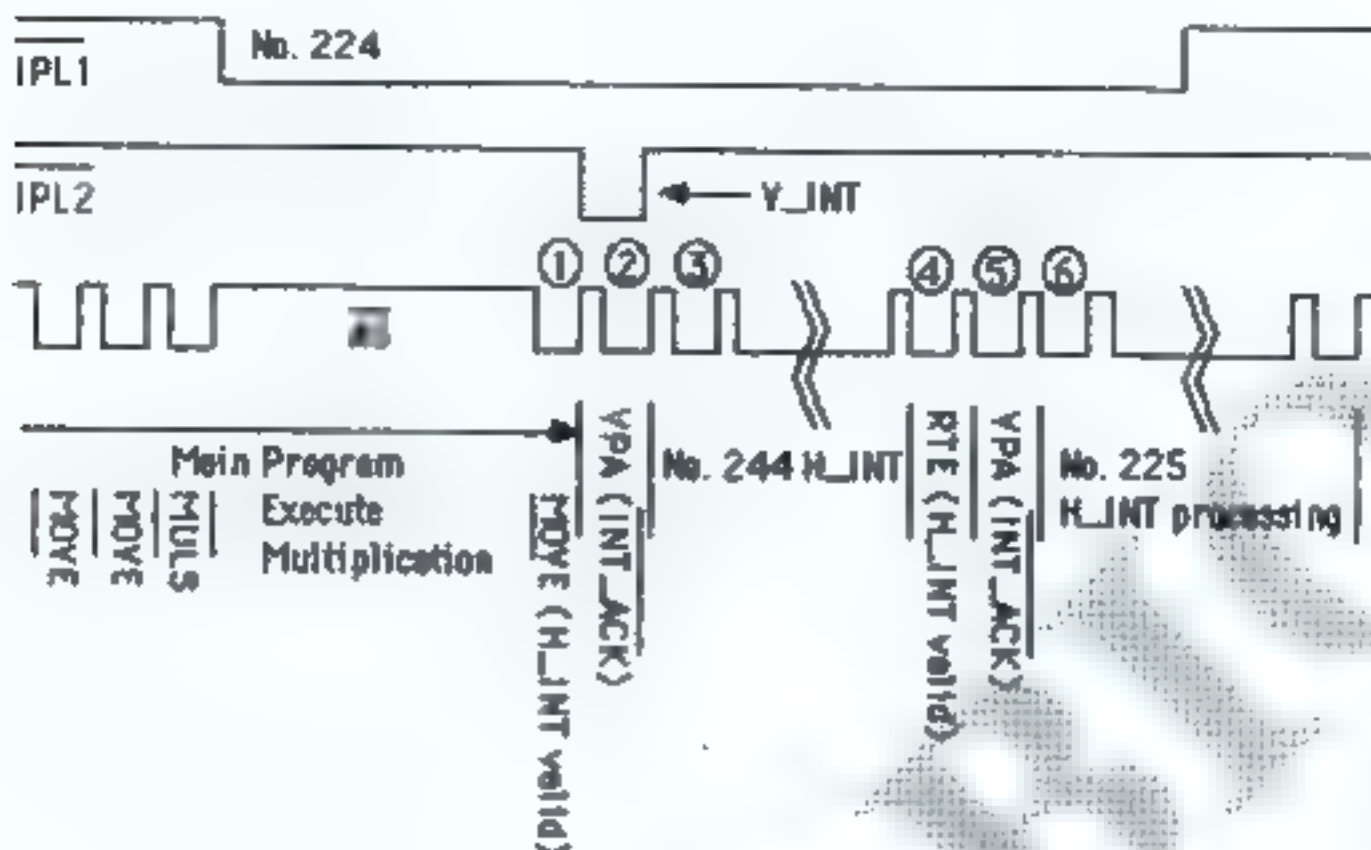 No. 224
IPL1
IPL2
V_INT
① ② ③ ④ ⑤ ⑥
Main Program
Execute
Multiplication
MOVE
MOVE
MULS
MOVE (H_INT valid)
VPA (INT_ACK)
No. 244 H_INT
RTE (H_INT valid)
VPA (INT_ACK)
No. 225
H_INT processing